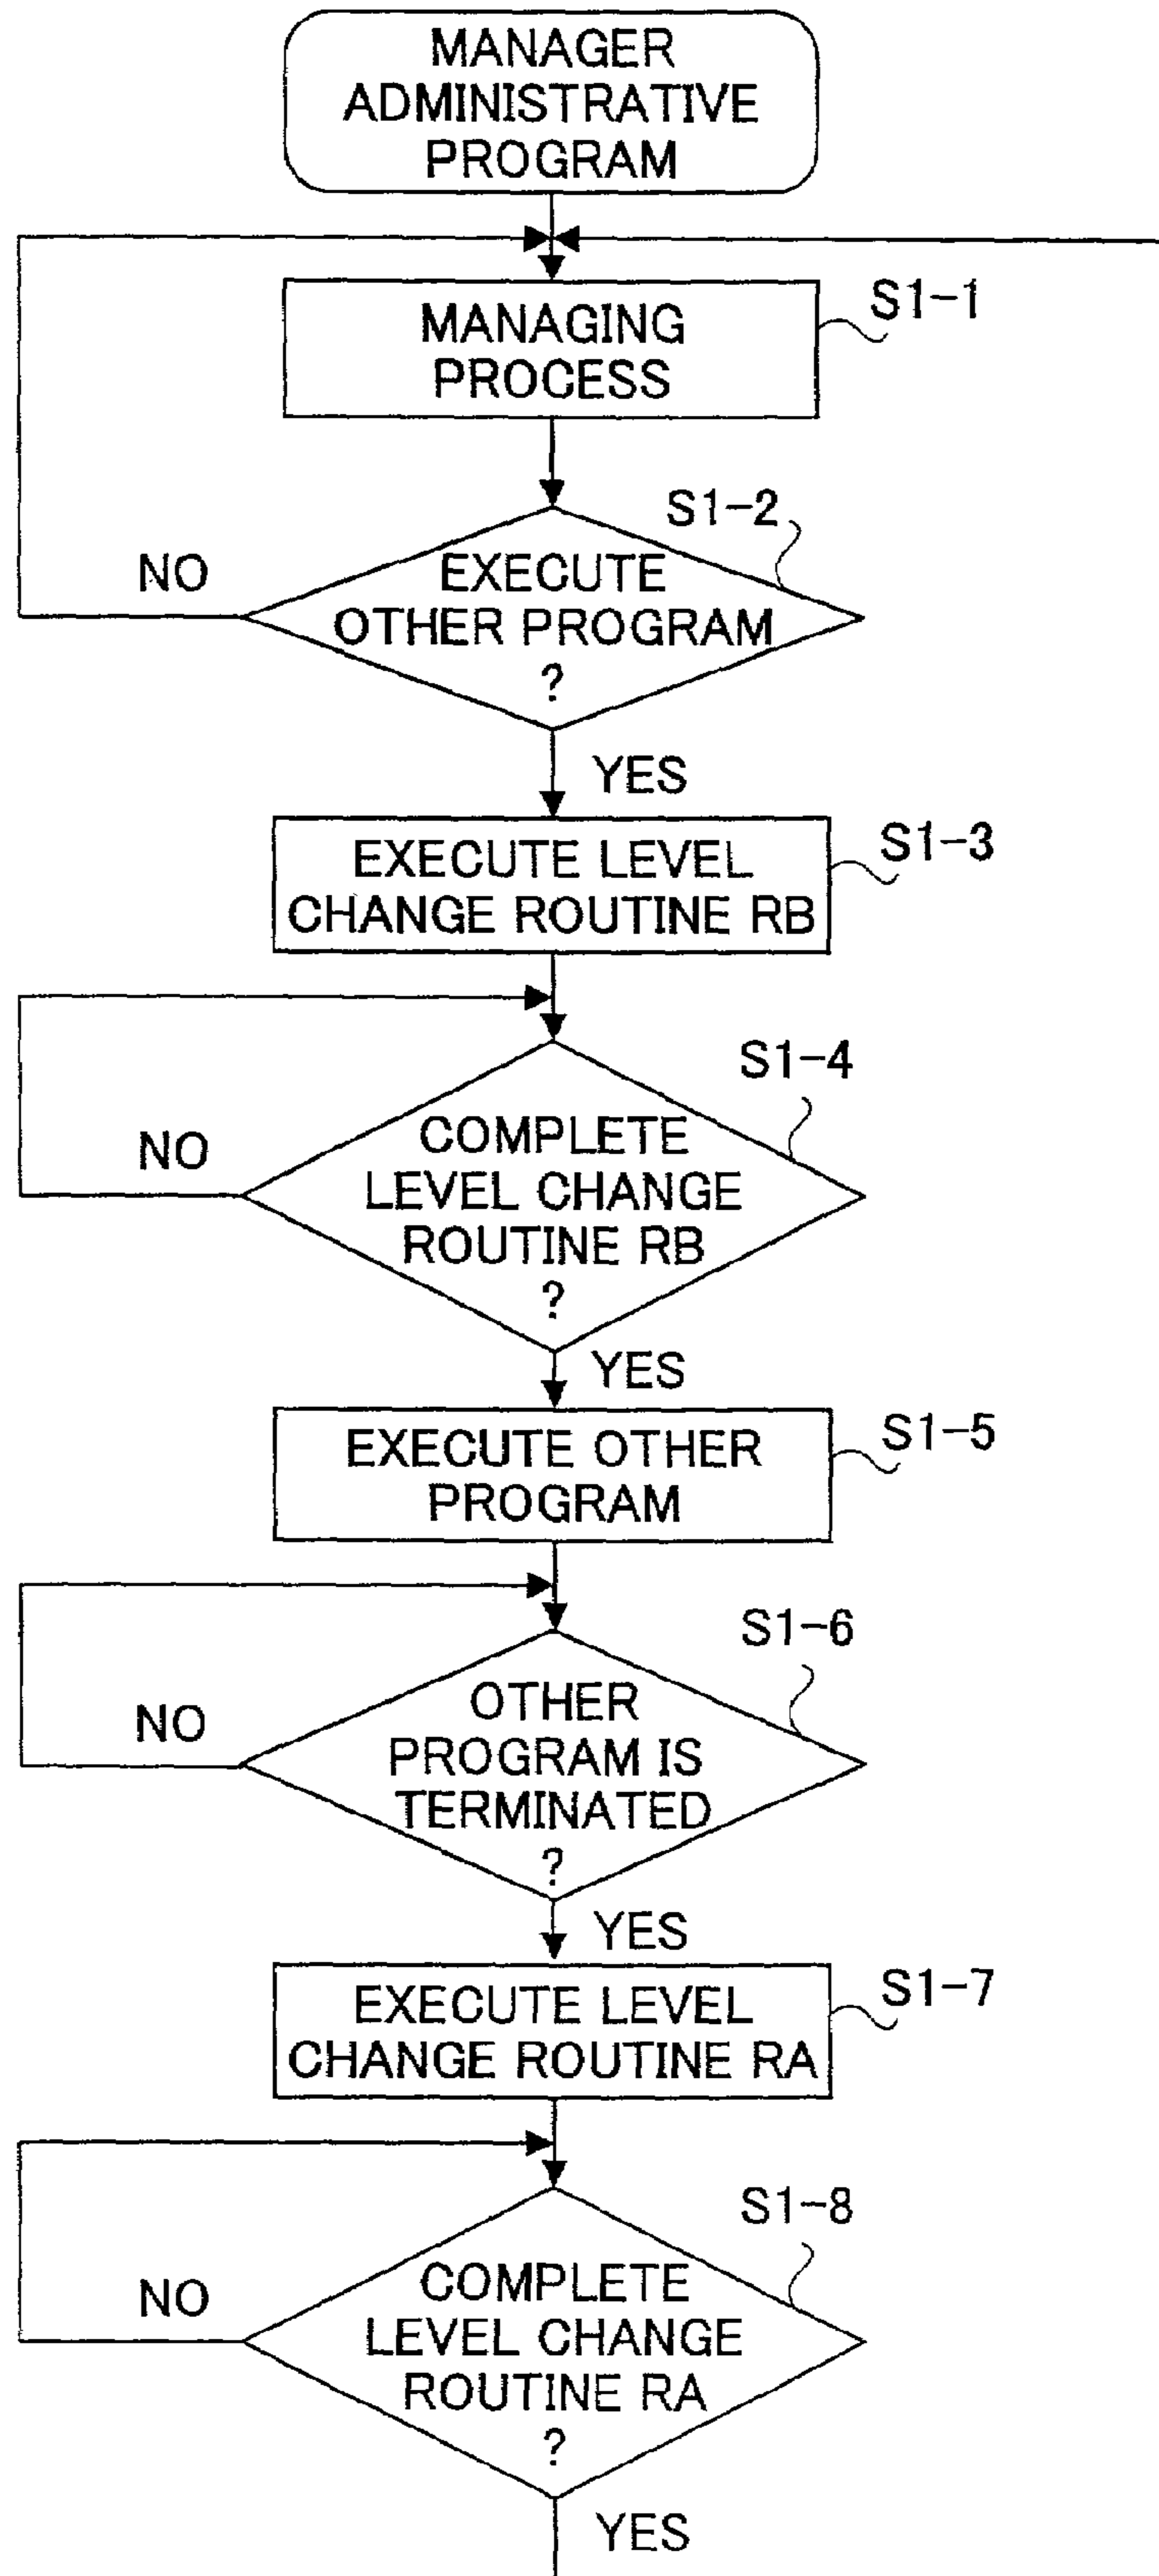 MANAGER
ADMINISTRATIVE
PROGRAM
MANAGING
PROCESS
S1-1
S1-2
EXECUTE
OTHER PROGRAM
?
NO
YES
EXECUTE LEVEL
CHANGE ROUTINE RB
S1-3
S1-4
COMPLETE
LEVEL CHANGE
ROUTINE RB
?
NO
YES
EXECUTE OTHER
PROGRAM
S1-5
S1-6
OTHER
PROGRAM IS
TERMINATED
?
NO
YES
EXECUTE LEVEL
CHANGE ROUTINE RA
S1-7
S1-8
COMPLETE
LEVEL CHANGE
ROUTINE RA
?
NO
YES